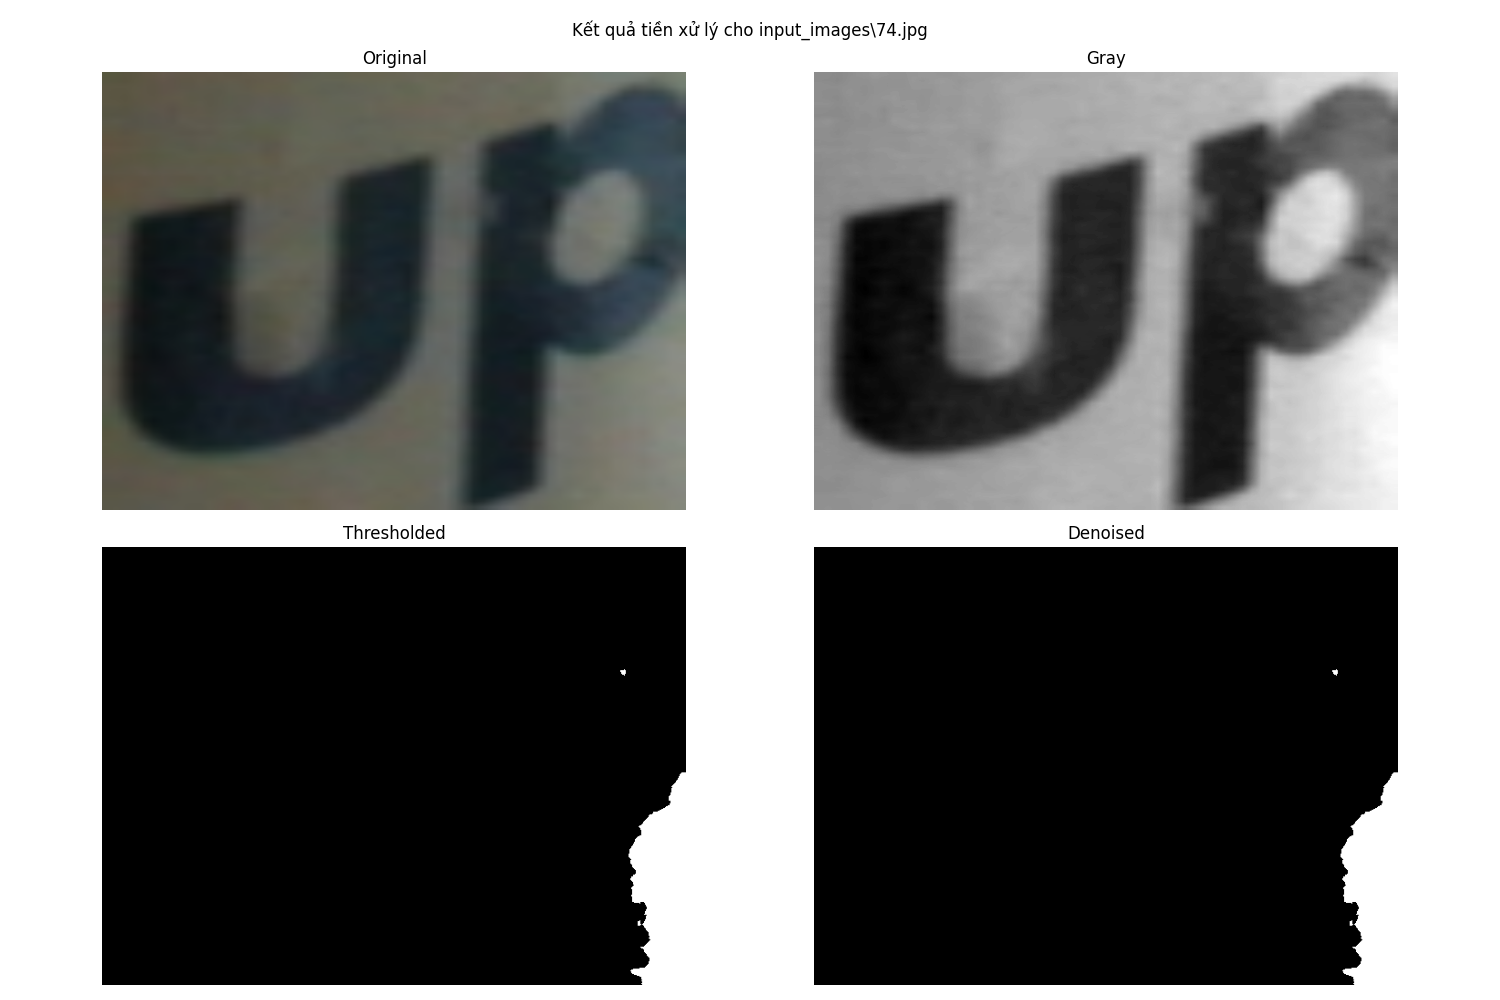 Kết quả tiền xử lý cho input_images\74.jpg
Original
Gray
up
up
Thresholded
Denoised